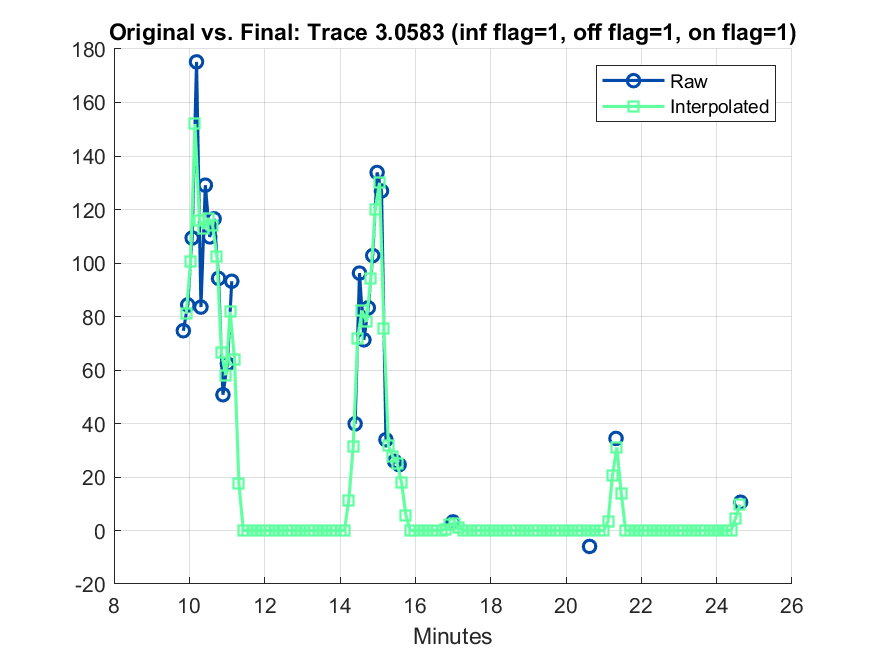 Original vs. Final: Trace 3.0583 (inf flag=1, off flag=1, on flag=1)
180
160
140
120
100
80
60
40
20
0
-20
Raw
Interpolated
8 10 12 14 16 18 20 22 24 26
Minutes